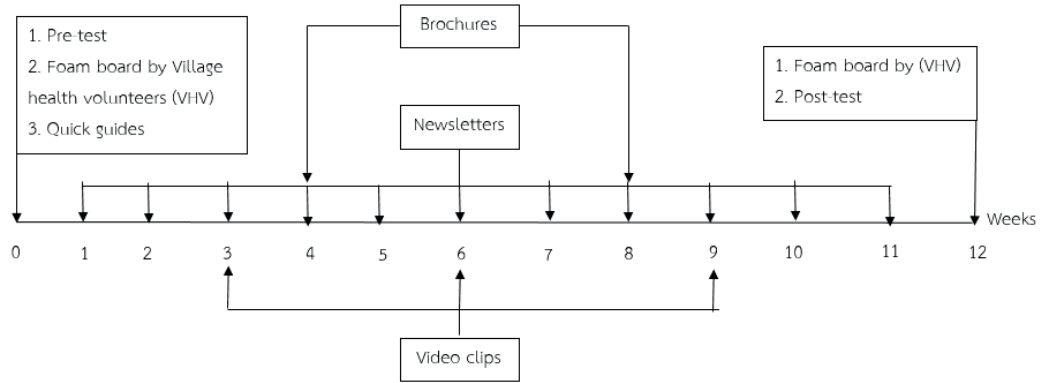 Brochures
1. Pre-test
2. Foam board by Village
health volunteers (VHV)
3. Quick guides
1. Foam board by (VHV)
2. Post-test
Newsletters
Weeks
0 1 2 3 4 5 6 7 8 9 10 11 12
Video clips